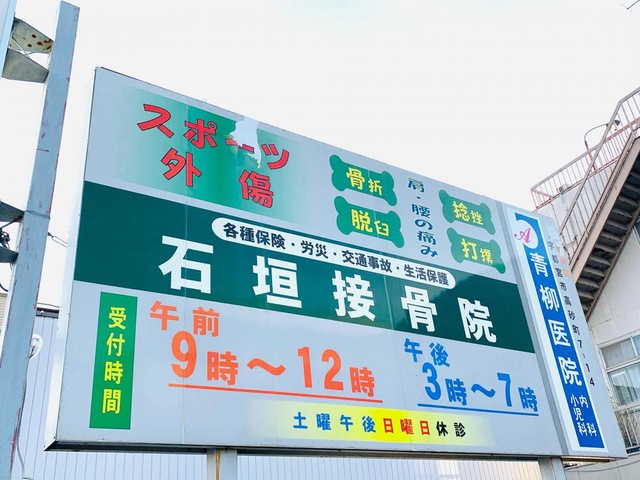 スポーツ
外傷
骨折
脱臼
肩・腰の痛み
捻挫
打撲
各種保険・労災・交通事故・生活保護
石垣接骨院
受付時間
午前
9時〜12時
午後
3時〜7時
土曜午後日曜日休診
A
青柳医院
内科
小児科
宇都宮市高砂町7-14